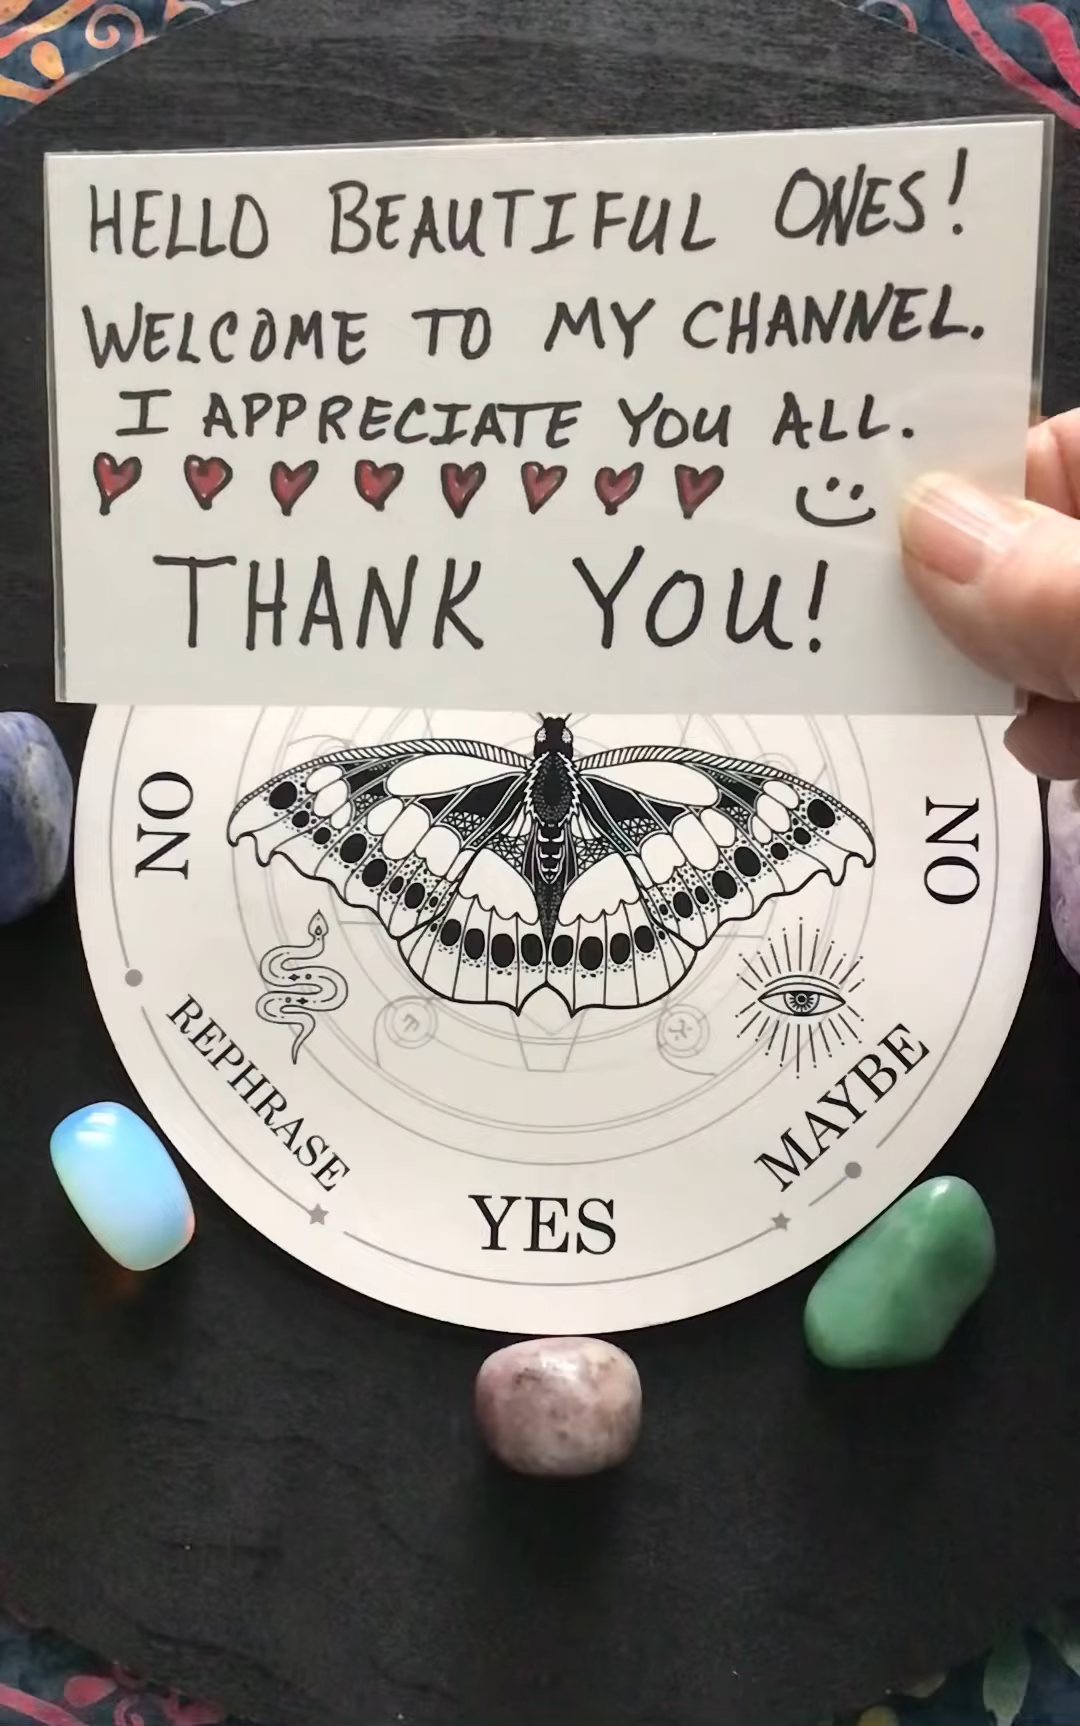 HELLO BEAUTIFUL ONES!
WELCOME TO MY CHANNEL.
I APPRECIATE YOU ALL.
THANK YOU!
NO
NO
REPHRASE
MAYBE
YES